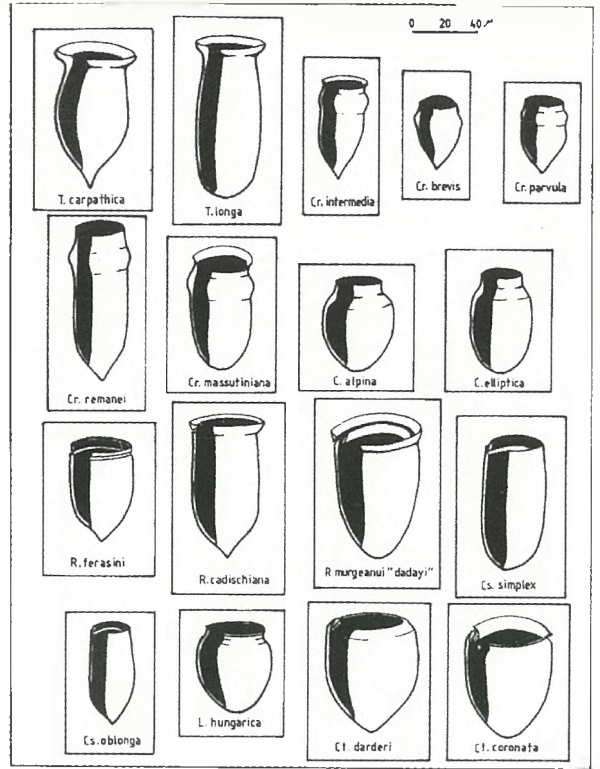 0 20 40 µ
T. carpathica
T. longa
Cr. intermedia
Cr. brevis
Cr. parvula
Cr. remanei
Cr. massutiniana
C. alpina
C. elliptica
R. ferasini
R. cadischiana
R murgeanui "dadayi"
Cs. simplex
Cs. oblonga
L. hungarica
Ct. darderi
Ct. coronata